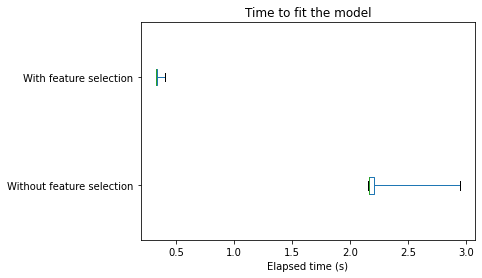 Time to fit the model
With feature selection
Without feature selection
0.5 1.0 1.5 2.0 2.5 3.0
Elapsed time (s)